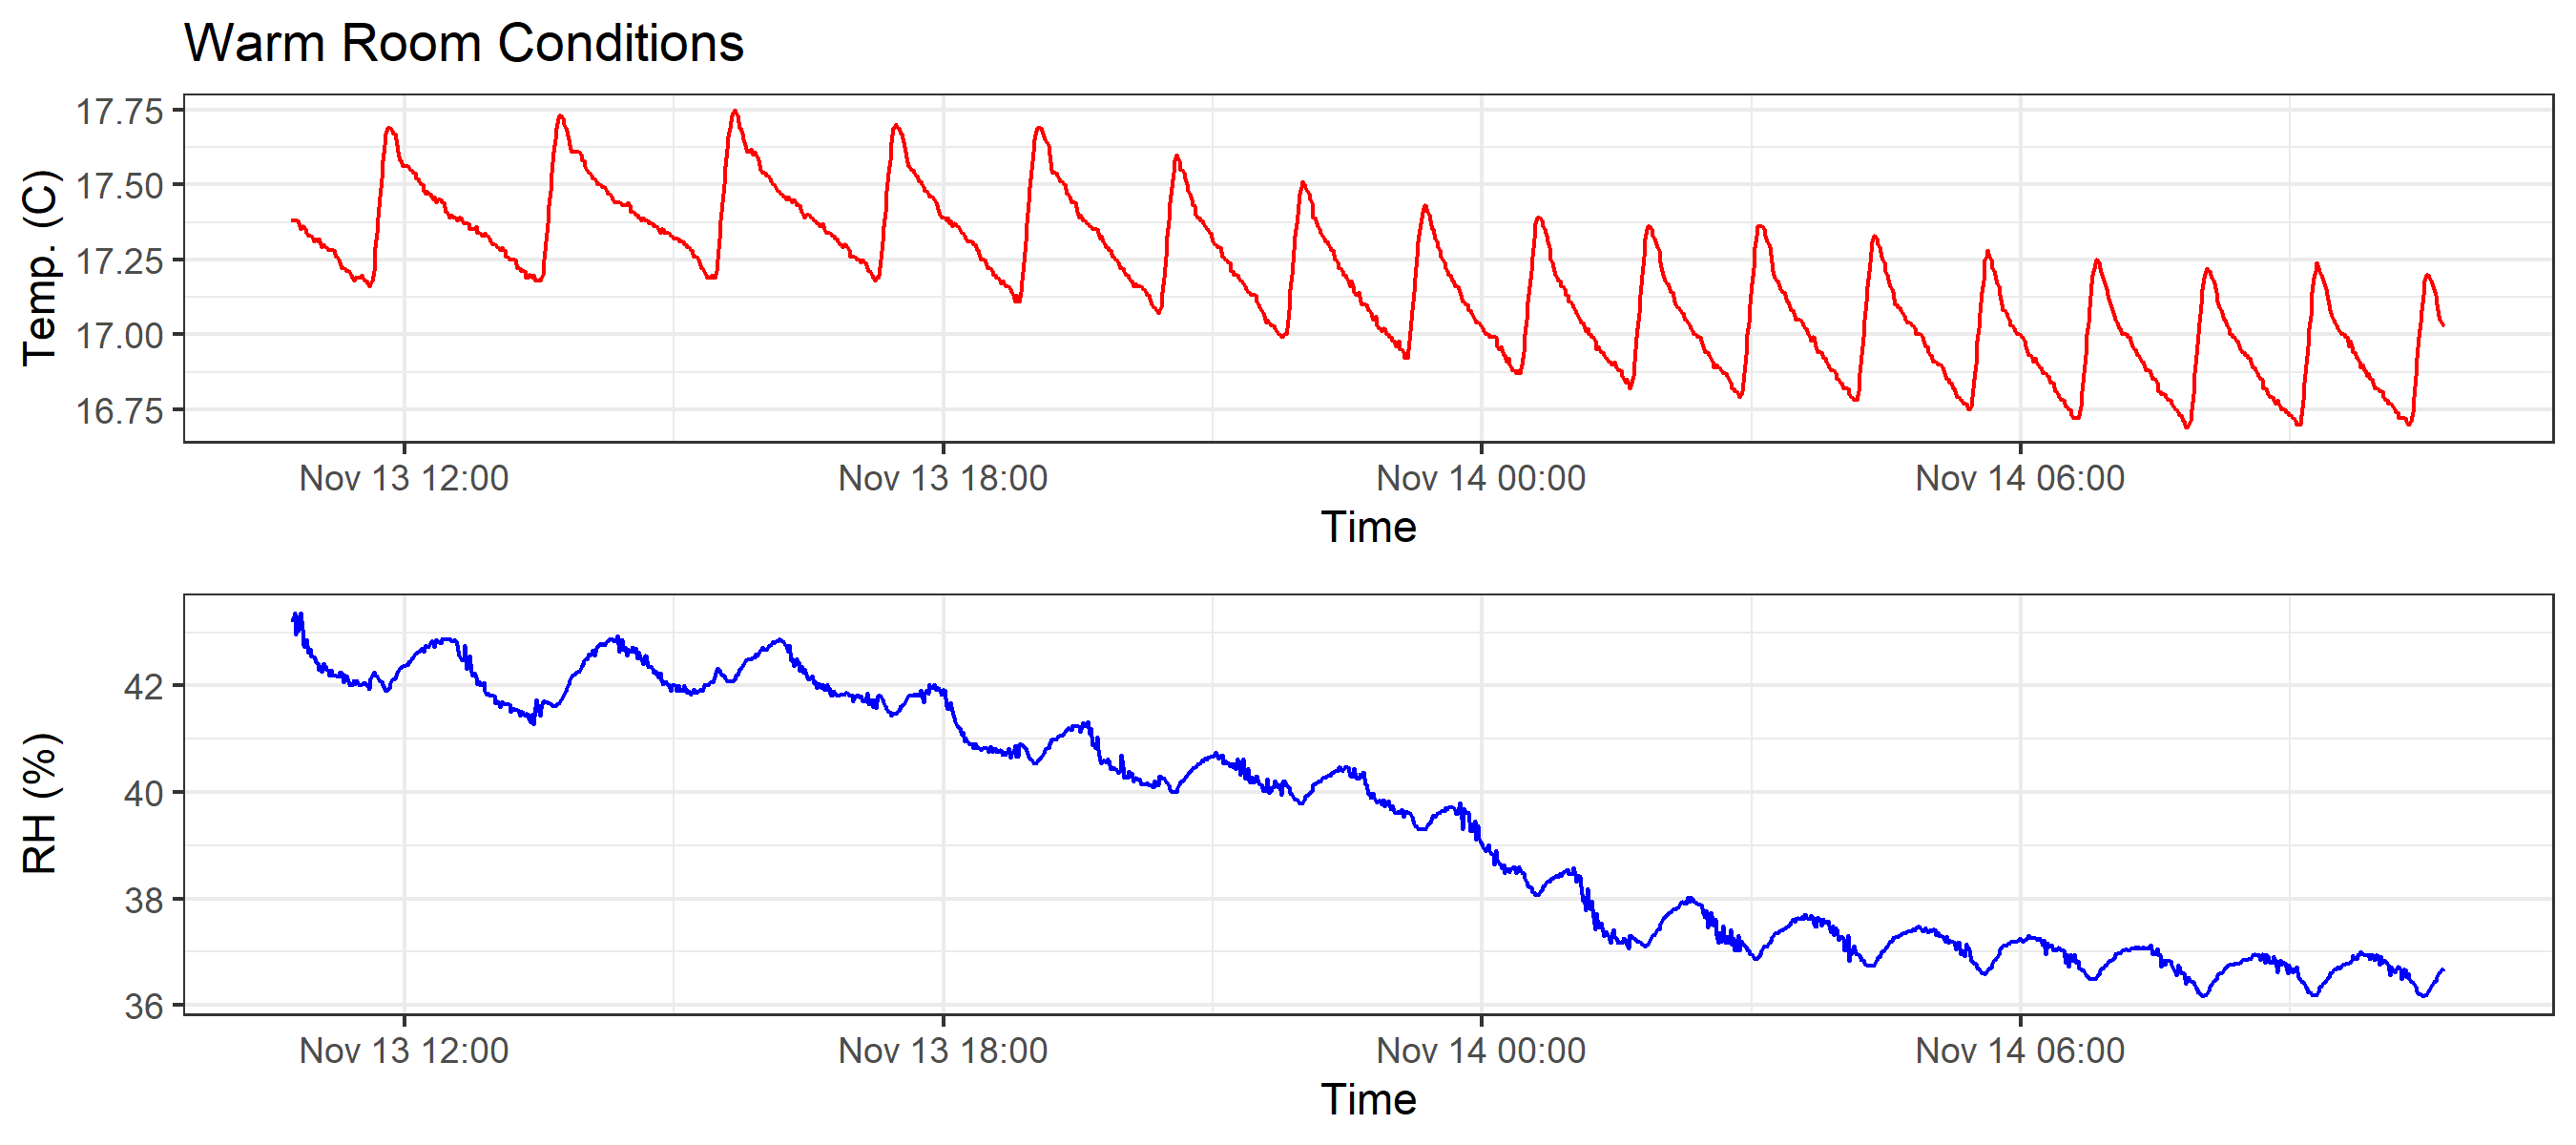 Warm Room Conditions
17.75
17.50
17.25
17.00
16.75
Temp. (C)
Nov 13 12:00 Nov 13 18:00 Nov 14 00:00 Nov 14 06:00
Time
42
40
38
36
RH (%)
Nov 13 12:00 Nov 13 18:00 Nov 14 00:00 Nov 14 06:00
Time